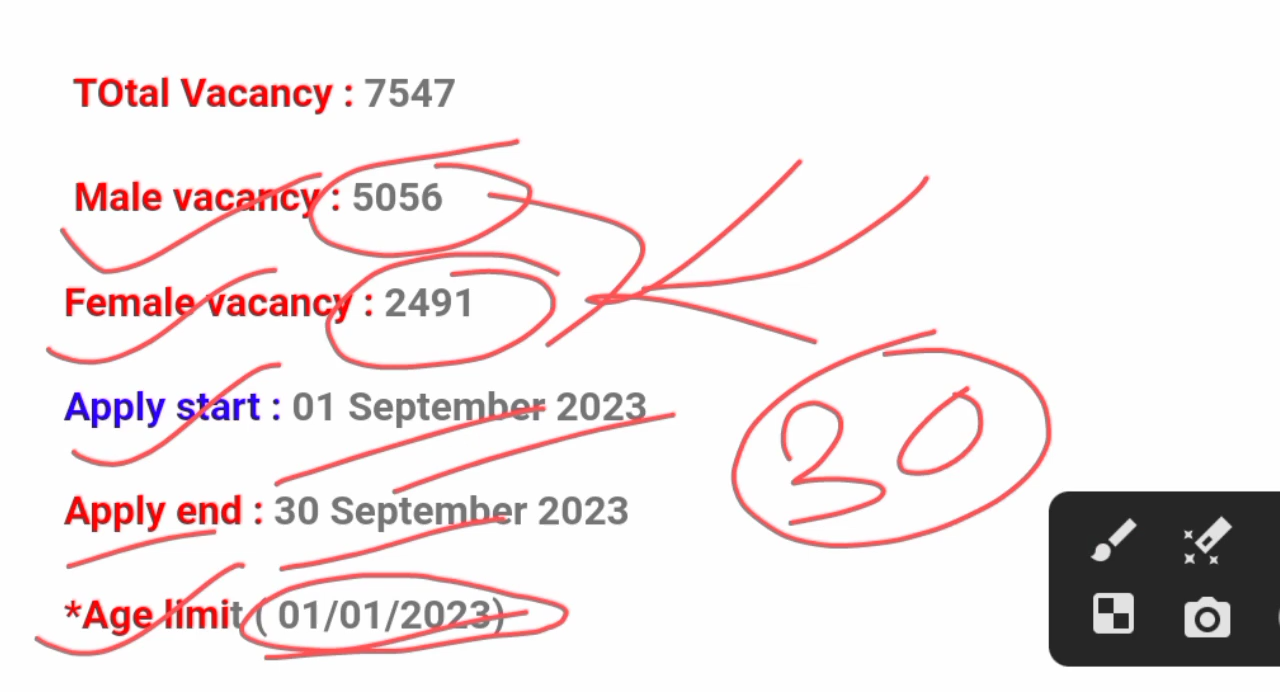 TOtal Vacancy : 7547
Male vacancy : 5056
Female vacancy : 2491
Apply start : 01 September 2023
Apply end : 30 September 2023
30
*Age limit ( 01/01/2023)